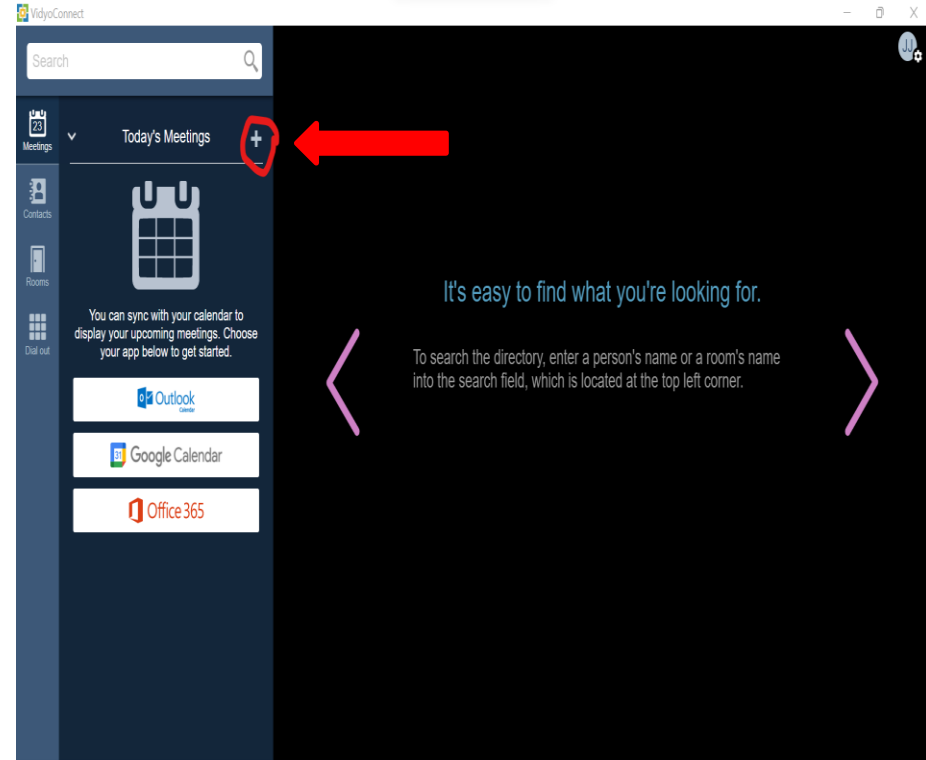 VidyoConnect
Search
JJ
23
Meetings
Today's Meetings
+
Contacts
Rooms
Dial out
You can sync with your calendar to
display your upcoming meetings. Choose
your app below to get started.
Outlook
Calendar
31 Google Calendar
Office 365
It's easy to find what you're looking for.
To search the directory, enter a person's name or a room's name
into the search field, which is located at the top left corner.